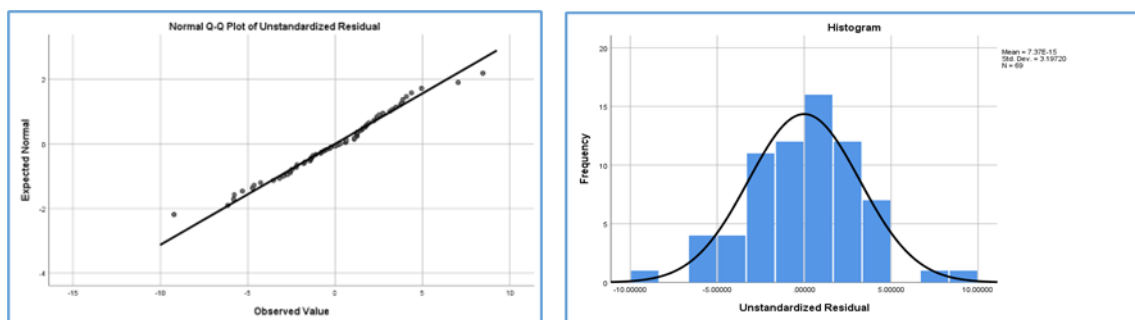 Normal Q-Q Plot of Unstandardized Residual
Expected Normal
2
0
-2
-4
-15
-10
-5
0
5
10
Observed Value
Histogram
Mean = 7.37E-15
Std. Dev. = 3.19720
N = 69
Frequency
20
15
10
5
0
-10.00000
-5.00000
.00000
5.00000
10.00000
Unstandardized Residual